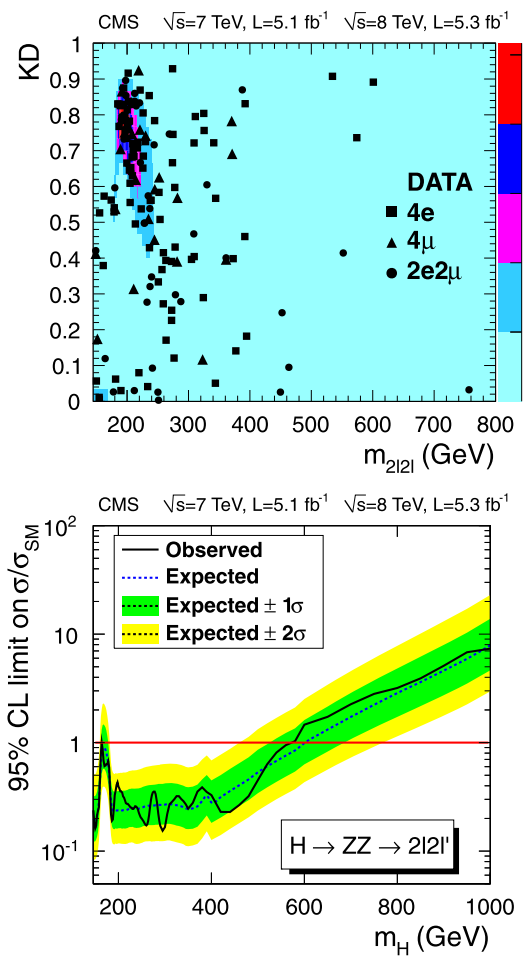 CMS √s=7 TeV, L=5.1 fb⁻¹ √s=8 TeV, L=5.3 fb⁻¹
KD
1
0.9
0.8
0.7
0.6
0.5
0.4
0.3
0.2
0.1
0
DATA
4e
4μ
2e2μ
200 300 400 500 600 700 800
m₂ₗ₂ₗ (GeV)
CMS √s=7 TeV, L=5.1 fb⁻¹ √s=8 TeV, L=5.3 fb⁻¹
95% CL limit on σ/σ_SM
10²
10
1
10⁻¹
Observed
Expected
Expected ± 1σ
Expected ± 2σ
H → ZZ → 2l2l'
200 400 600 800 1000
m_H (GeV)